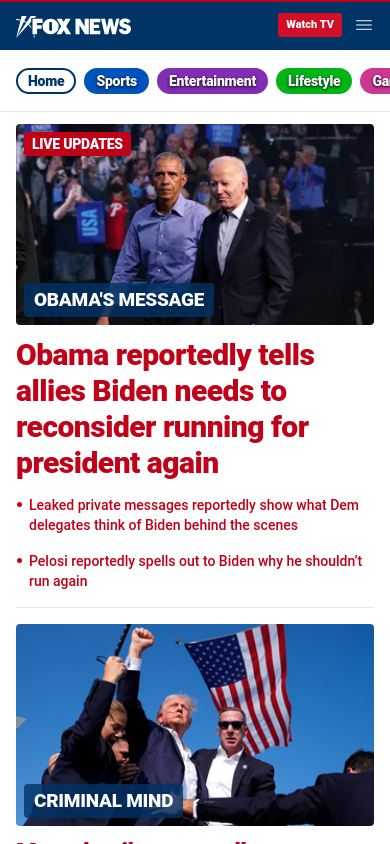 FOX NEWS
Watch TV
Home
Sports
Entertainment
Lifestyle
LIVE UPDATES
USA
OBAMA'S MESSAGE
Obama reportedly tells
allies Biden needs to
reconsider running for
president again
• Leaked private messages reportedly show what Dem
delegates think of Biden behind the scenes
• Pelosi reportedly spells out to Biden why he shouldn't
run again
CRIMINAL MIND